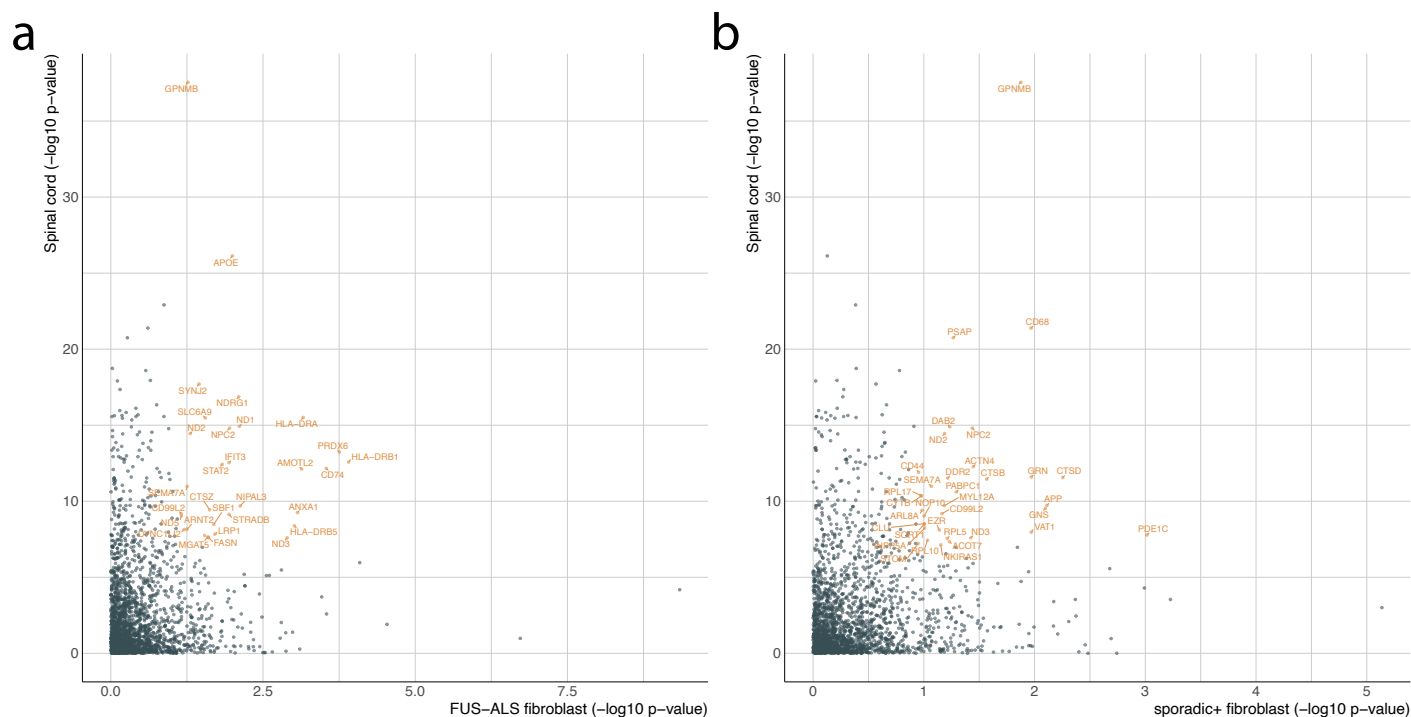 a
Spinal cord (−log10 p−value)
30
20
10
0
GPNMB
APOE
SYNJ2
NDRG1
SLC6A9
ND1
HLA−DRA
ND2
NPC2
PRDX6
IFIT3
HLA−DRB1
AMOTL2
STAT2
CD74
SEMA7A
CTSZ
NIPAL3
CD99L2
SBF1
ANXA1
ND5
ARNT2
STRADB
LRP1
HLA−DRB5
MGAT5
FASN
ND3
0.0
2.5
5.0
7.5
FUS−ALS fibroblast (−log10 p−value)
b
Spinal cord (−log10 p−value)
30
20
10
0
GPNMB
CD68
PSAP
DAB2
ND2
NPC2
CD44
ACTN4
DDR2
CTSB
GRN
CTSD
SEMA7A
PABPC1
RPL17
CYTB
NOP10
MYL12A
APP
ARL8A
CD99L2
GNS
CLU
EZR
VAT1
PDE1C
SORT1
RPL5
ND3
RPL10
ACOT7
NKIRAS1
0
1
2
3
4
5
sporadic+ fibroblast (−log10 p−value)